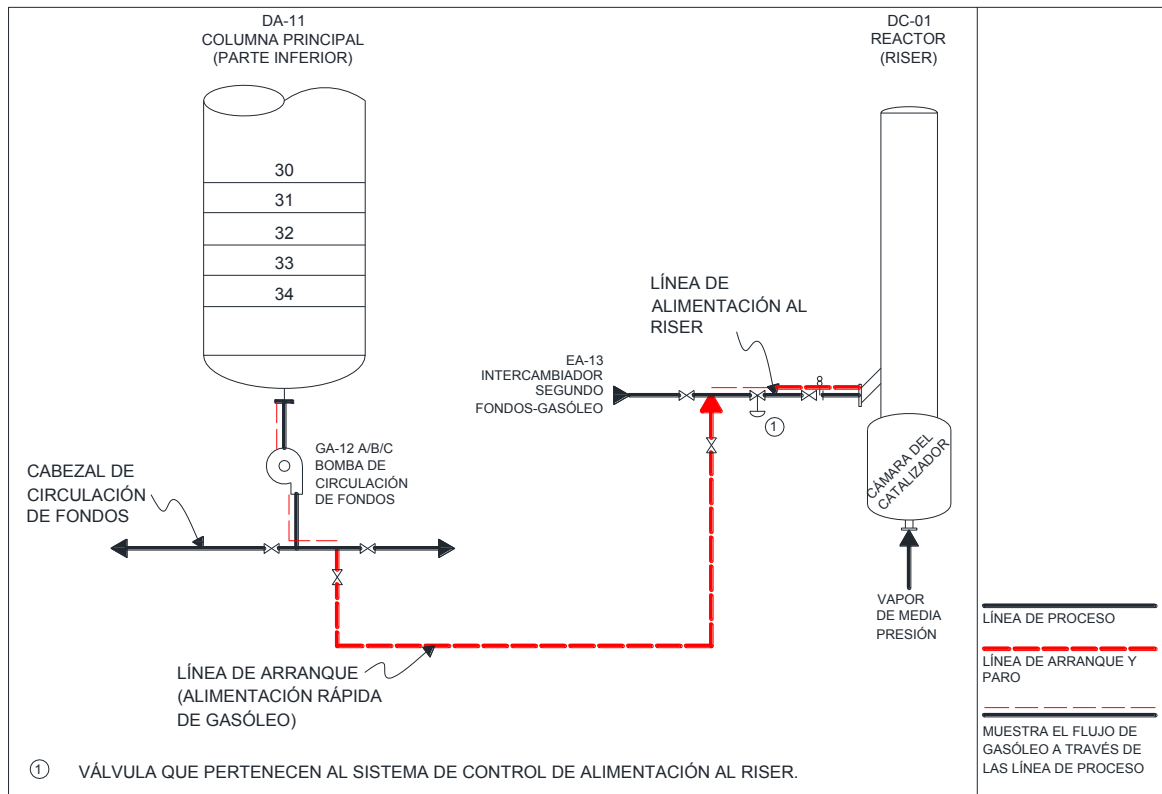 DA-11
COLUMNA PRINCIPAL
(PARTE INFERIOR)
DC-01
REACTOR
(RISER)
30
31
32
33
34
LÍNEA DE
ALIMENTACIÓN AL
RISER
EA-13
INTERCAMBIADOR
SEGUNDO
FONDOS-GASÓLEO
1
CÁMARA DEL
CATALIZADOR
GA-12 A/B/C
BOMBA DE
CIRCULACIÓN
DE FONDOS
CABEZAL DE
CIRCULACIÓN
DE FONDOS
VAPOR
DE MEDIA
PRESIÓN
LÍNEA DE ARRANQUE
(ALIMENTACIÓN RÁPIDA
DE GASÓLEO)
LÍNEA DE PROCESO
LÍNEA DE ARRANQUE Y
PARO
MUESTRA EL FLUJO DE
GASÓLEO A TRAVÉS DE
LAS LÍNEA DE PROCESO
1 VÁLVULA QUE PERTENECEN AL SISTEMA DE CONTROL DE ALIMENTACIÓN AL RISER.